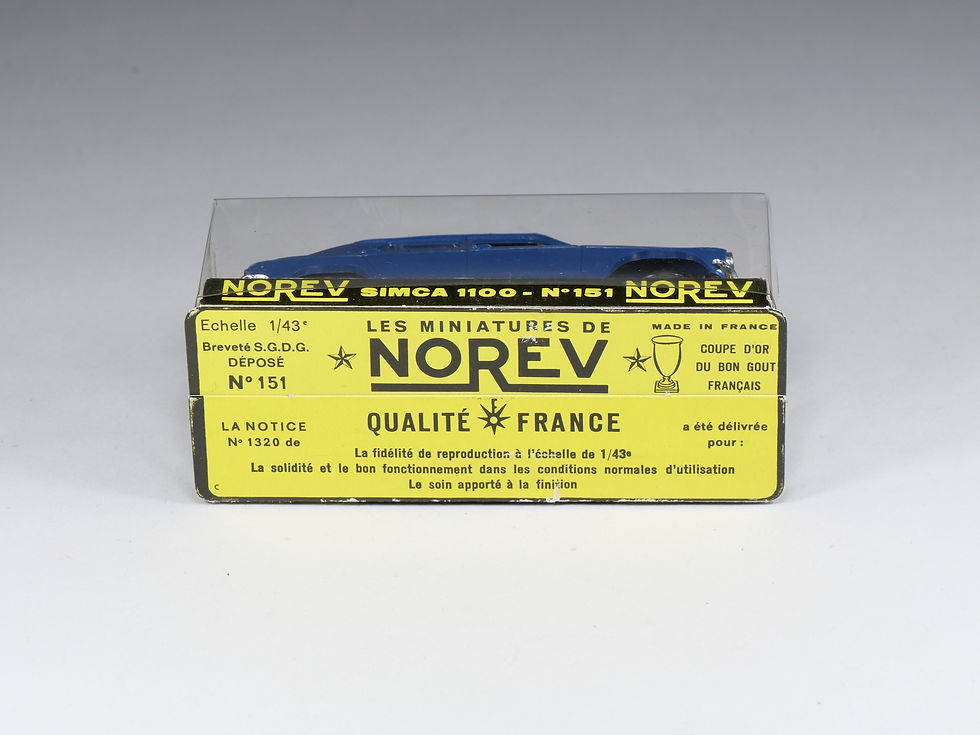 NOREV SIMCA 1100 - N°151 NOREV
Echelle 1/43e
Breveté S.G.D.G.
DÉPOSÉ
N° 151
LES MINIATURES DE
NOREV
MADE IN FRANCE
COUPE D'OR
DU BON GOUT
FRANÇAIS
LA NOTICE
No 1320 de
QUALITÉ F FRANCE
a été délivrée
pour :
La fidélité de reproduction à l'échelle de 1/43e
La solidité et le bon fonctionnement dans les conditions normales d'utilisation
Le soin apporté à la finition
C